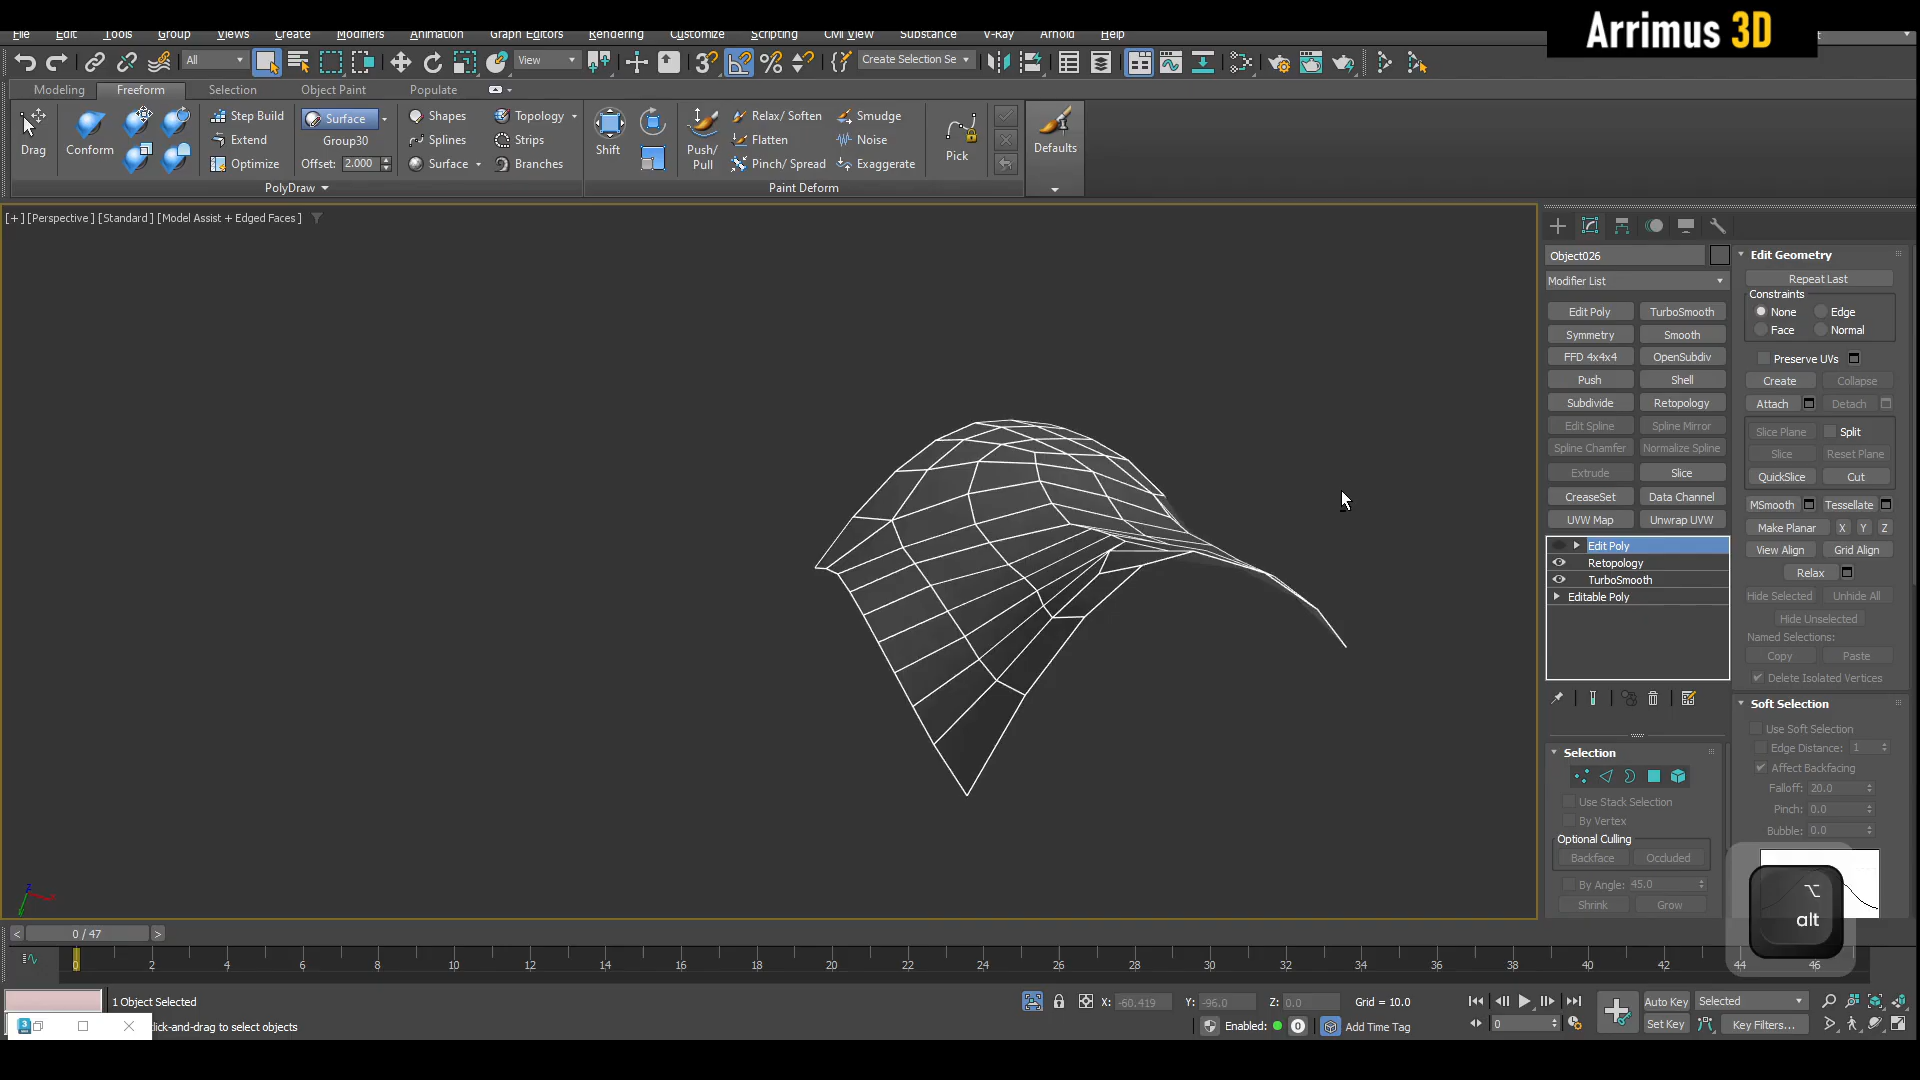 Arrimus 3D
File Edit Tools Group Views Create Modifiers Animation Graph Editors Rendering Customize Scripting Civil View Substance V-Ray Arnold Help
All View Create Selection Se
Modeling Freeform Selection Object Paint Populate
Drag Conform Step Build Extend Optimize Surface Group30 Offset: 2.000 Shapes Splines Surface Topology Strips Branches Shift Push/ Pull Relax/ Soften Flatten Pinch/ Spread Smudge Noise Exaggerate Pick Defaults
PolyDraw Paint Deform
[+] [Perspective] [Standard] [Model Assist + Edged Faces]
Object026
Modifier List
Edit Poly TurboSmooth
Symmetry Smooth
FFD 4x4x4 OpenSubdiv
Push Shell
Subdivide Retopology
Edit Spline Spline Mirror
Spline Chamfer Normalize Spline
Extrude Slice
CreaseSet Data Channel
UVW Map Unwrap UVW
Edit Poly
Retopology
TurboSmooth
Editable Poly
Selection
Use Stack Selection
By Vertex
Optional Culling
Backface Occluded
By Angle: 45.0
Shrink Grow
Edit Geometry
Repeat Last
Constraints
None Edge
Face Normal
Preserve UVs
Create Collapse
Attach Detach
Slice Plane Split
Slice Reset Plane
QuickSlice Cut
MSmooth Tessellate
Make Planar X Y Z
View Align Grid Align
Relax
Hide Selected Unhide All
Hide Unselected
Named Selections:
Copy Paste
Delete Isolated Vertices
Soft Selection
Use Soft Selection
Edge Distance: 1
Affect Backfacing
Falloff: 20.0
Pinch: 0.0
Bubble: 0.0
alt
z
< 0 / 47 >
0 2 4 6 8 10 12 14 16 18 20 22 24 26 28 30 32 34 36 38 40 42 44 46
1 Object Selected X: -60.419 Y: -96.0 Z: 0.0 Grid = 10.0 Auto Key Selected
lick-and-drag to select objects Enabled: 0 Add Time Tag 0 Set Key Key Filters...